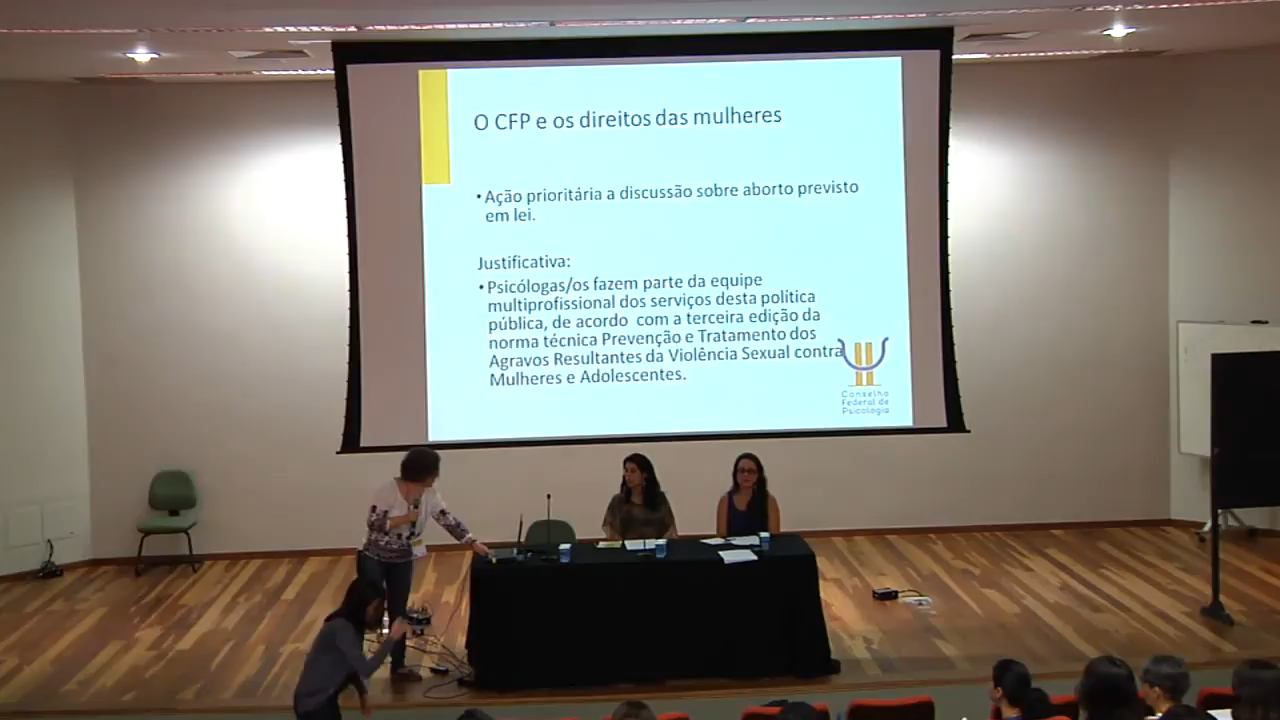 O CFP e os direitos das mulheres
• Ação prioritária a discussão sobre aborto previsto
em lei.
Justificativa:
• Psicólogas/os fazem parte da equipe
multiprofissional dos serviços desta política
pública, de acordo com a terceira edição da
norma técnica Prevenção e Tratamento dos
Agravos Resultantes da Violência Sexual contra
Mulheres e Adolescentes.
Conselho
Federal de
Psicologia